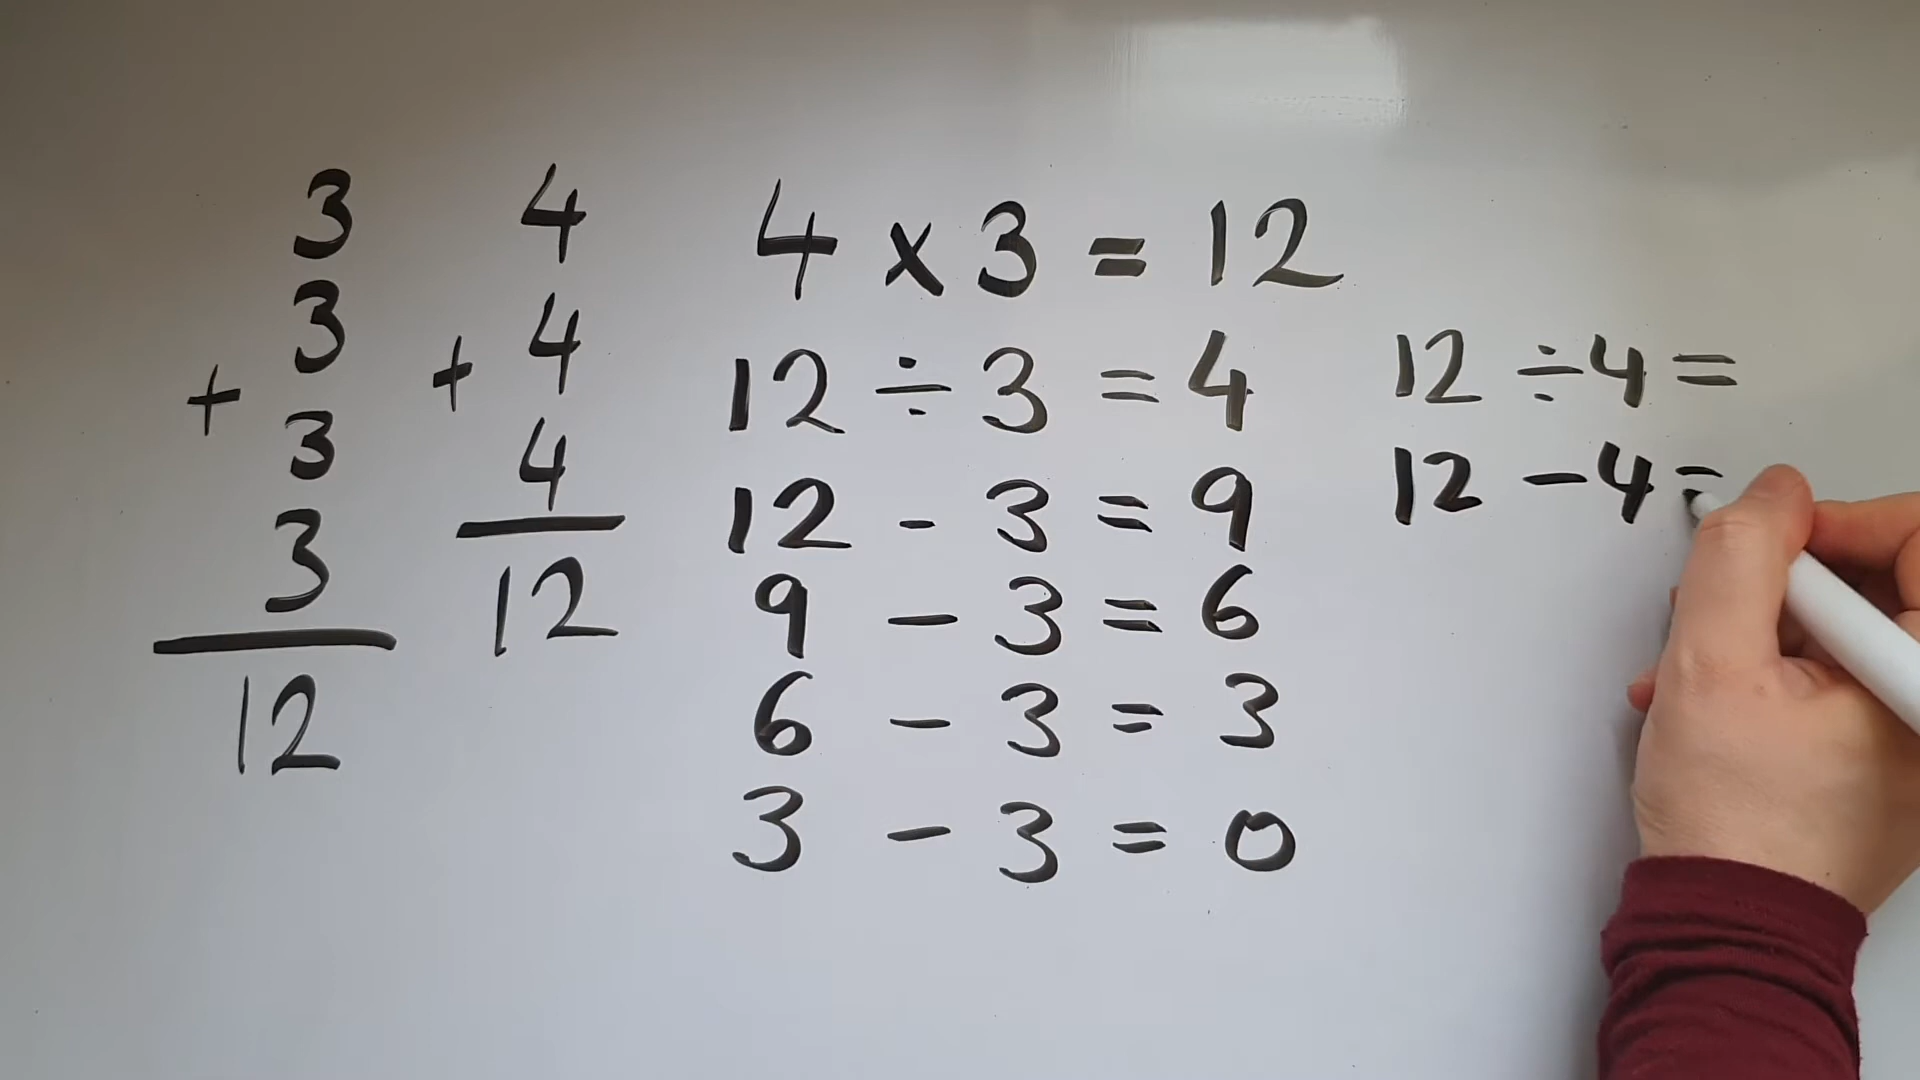 3
3
+
3
3
12
4
+ 4
4
12
4 x 3 = 12
12 ÷ 3 = 4
12 - 3 = 9
9 - 3 = 6
6 - 3 = 3
3 - 3 = 0
12 ÷ 4 =
12 - 4 =